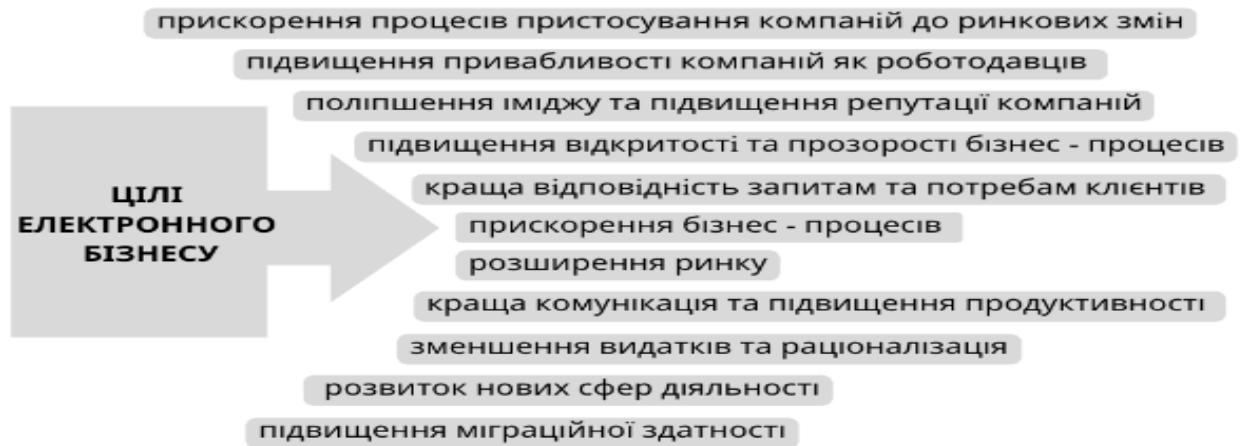 прискорення процесів пристосування компаній до ринкових змін
підвищення привабливості компаній як роботодавців
поліпшення іміджу та підвищення репутації компаній
підвищення відкритості та прозорості бізнес - процесів
краща відповідність запитам та потребам клієнтів
ЦІЛІ
ЕЛЕКТРОННОГО
БІЗНЕСУ
прискорення бізнес - процесів
розширення ринку
краща комунікація та підвищення продуктивності
зменшення видатків та раціоналізація
розвиток нових сфер діяльності
підвищення міграційної здатності